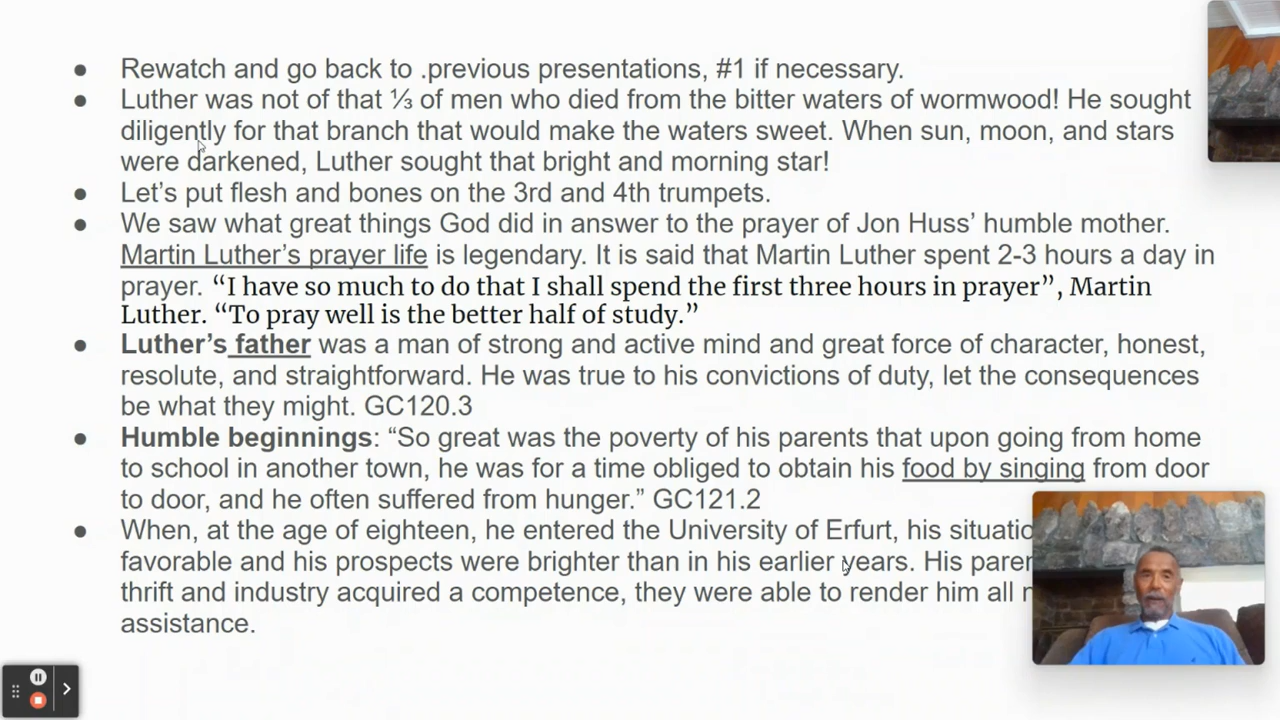 ● Rewatch and go back to .previous presentations, #1 if necessary.
● Luther was not of that ⅓ of men who died from the bitter waters of wormwood! He sought
diligently for that branch that would make the waters sweet. When sun, moon, and stars
were darkened, Luther sought that bright and morning star!
● Let’s put flesh and bones on the 3rd and 4th trumpets.
● We saw what great things God did in answer to the prayer of Jon Huss’ humble mother.
Martin Luther’s prayer life is legendary. It is said that Martin Luther spent 2-3 hours a day in
prayer. “I have so much to do that I shall spend the first three hours in prayer”, Martin
Luther. “To pray well is the better half of study.”
● Luther’s father was a man of strong and active mind and great force of character, honest,
resolute, and straightforward. He was true to his convictions of duty, let the consequences
be what they might. GC120.3
● Humble beginnings: “So great was the poverty of his parents that upon going from home
to school in another town, he was for a time obliged to obtain his food by singing from door
to door, and he often suffered from hunger.” GC121.2
● When, at the age of eighteen, he entered the University of Erfurt, his
favorable and his prospects were brighter than in his earlier years. His
thrift and industry acquired a competence, they were able to render him all
assistance.